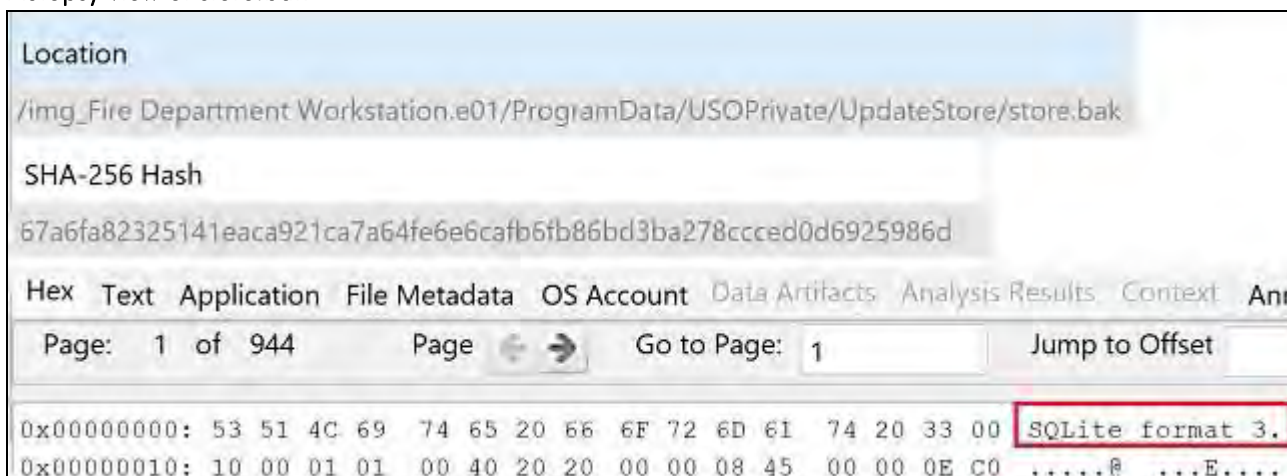 Location
/img_Fire Department Workstation.e01/ProgramData/USOPrivate/UpdateStore/store.bak
SHA-256 Hash
67a6fa82325141eaca921ca7a64fe6e6cafb6fb86bd3ba278ccced0d6925986d
Hex Text Application File Metadata OS Account Data Artifacts Analysis Results Context
Page: 1 of 944 Page Go to Page: 1 Jump to Offset
0x00000000: 53 51 4C 69 74 65 20 66 6F 72 6D 61 74 20 33 00 SQLite format 3.
0x00000010: 10 00 01 01 00 40 20 20 00 00 08 45 00 00 0E C0 .....@ ...E....